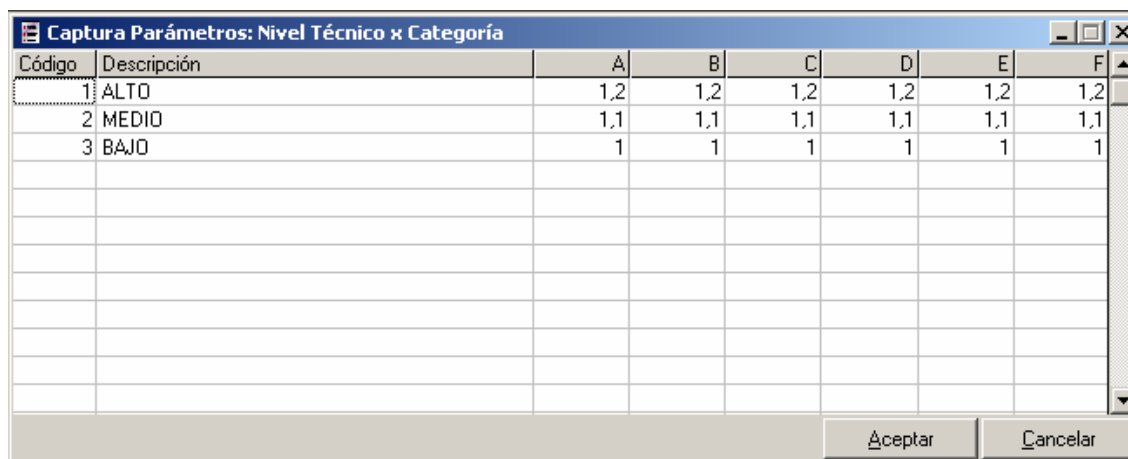 Captura Parámetros: Nivel Técnico x Categoría
Código Descripción A B C D E F
1 ALTO 1,2 1,2 1,2 1,2 1,2 1,2
2 MEDIO 1,1 1,1 1,1 1,1 1,1 1,1
3 BAJO 1 1 1 1 1 1
Aceptar Cancelar